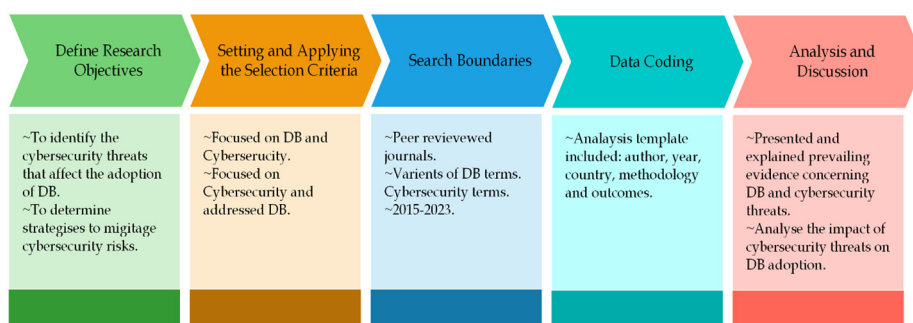 Define Research
Objectives
Setting and Applying
the Selection Criteria
Search Boundaries
Data Coding
Analysis and
Discussion
~To identify the
cybersecurity threats
that affect the adoption
of DB.
~To determine
strategises to migitage
cybersecurity risks.
~Focused on DB and
Cyberserucity.
~Focused on
Cybersecurity and
addressed DB.
~Peer revievewed
journals.
~Varients of DB terms.
Cybersecurity terms.
~2015-2023.
~Analaysis template
included: author, year,
country, methodology
and outcomes.
~Presented and
explained prevailing
evidence concerning
DB and cybersecurity
threats.
~Analyse the impact of
cybersecurity threats on
DB adoption.